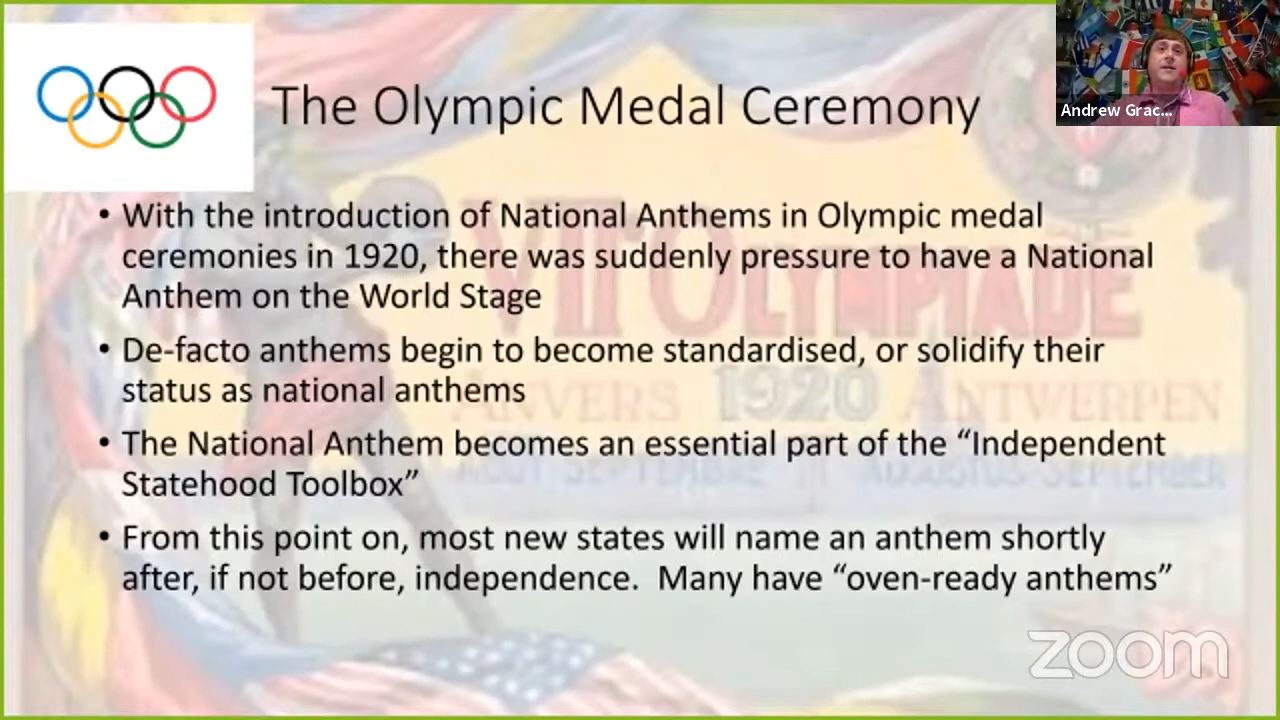 The Olympic Medal Ceremony
Andrew Grac...
• With the introduction of National Anthems in Olympic medal
ceremonies in 1920, there was suddenly pressure to have a National
Anthem on the World Stage
• De-facto anthems begin to become standardised, or solidify their
status as national anthems
• The National Anthem becomes an essential part of the “Independent
Statehood Toolbox”
• From this point on, most new states will name an anthem shortly
after, if not before, independence.  Many have “oven-ready anthems”
VII OLYMPIADE
ANVERS 1920 ANTWERPEN
AOUT-SEPTEMBRE AUGUSTUS-SEPTEMBER
zoom